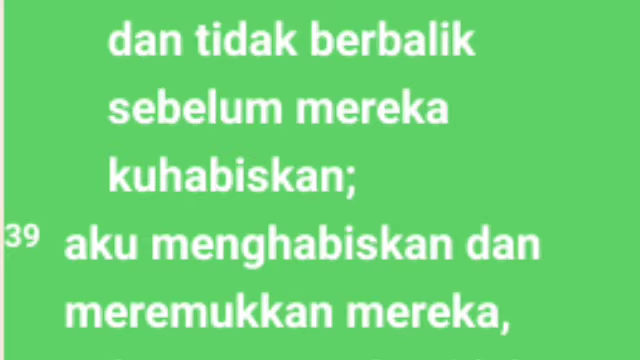 dan tidak berbalik
sebelum mereka
kuhabiskan;
39 aku menghabiskan dan
meremukkan mereka,